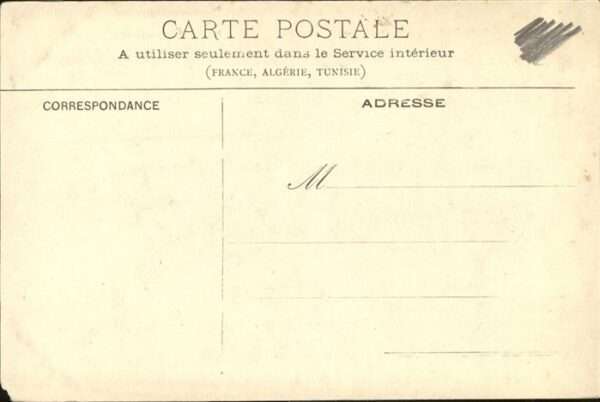 CARTE POSTALE
A utiliser seulement dans le Service intérieur
(FRANCE, ALGÉRIE, TUNISIE)
CORRESPONDANCE
ADRESSE
M